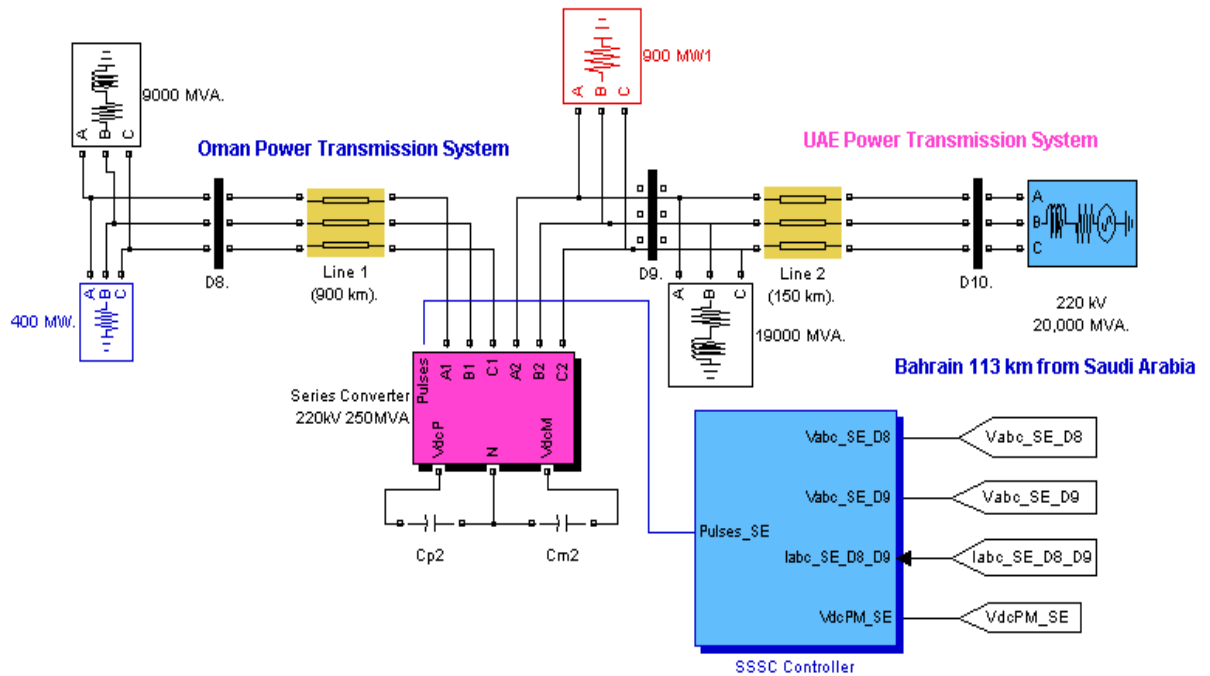 900 MW1
A B C
9000 MVA.
A B C
Oman Power Transmission System
UAE Power Transmission System
A
B
C
D8.
Line 1
(900 km).
D9.
Line 2
(150 km).
D10.
A B C
400 MW.
A B C
19000 MVA.
220 kV
20,000 MVA.
Bahrain 113 km from Saudi Arabia
Series Converter
220kV 250MVA
Pulses
A1
B1
C1
A2
B2
C2
VdcP
N
VdcM
Cp2
Cm2
Vabc_SE_D8
Vabc_SE_D8
Vabc_SE_D9
Vabc_SE_D9
Pulses_SE
Iabc_SE_D8_D9
Iabc_SE_D8_D9
VdcPM_SE
VdcPM_SE
SSSC Controller